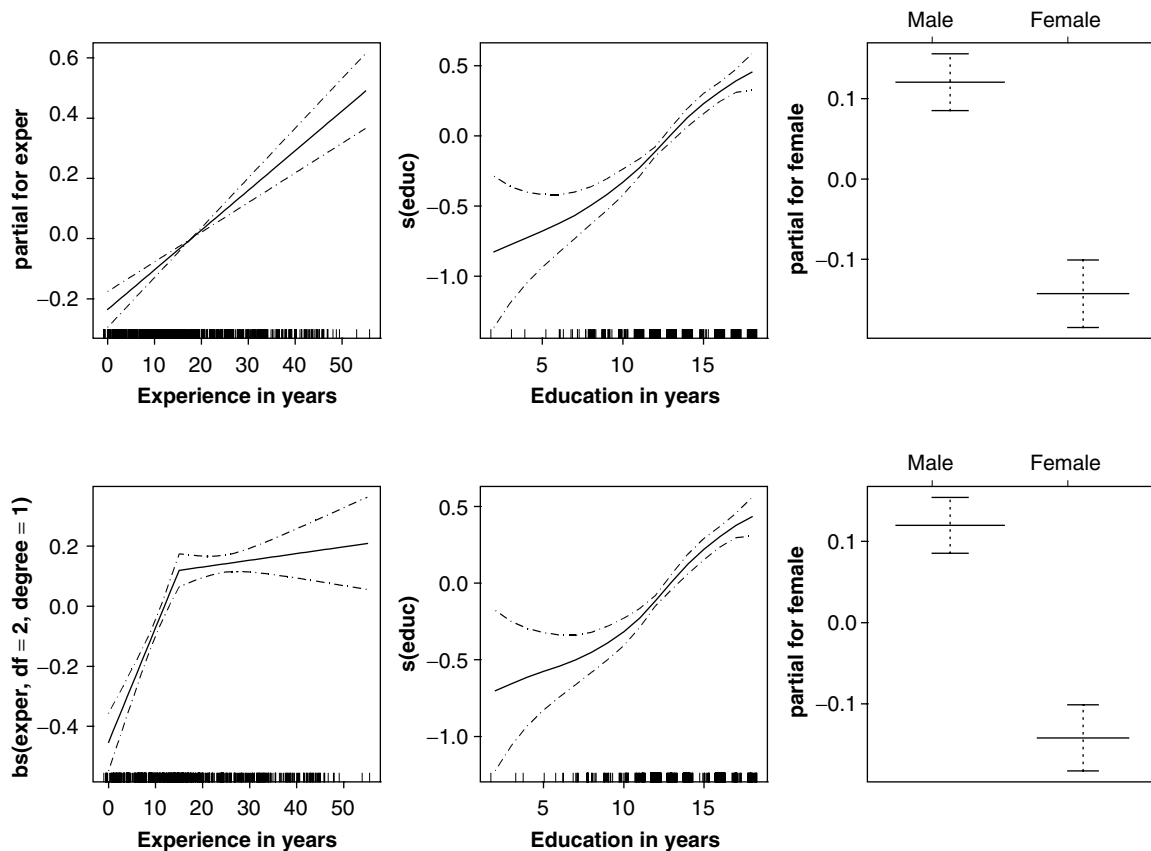 Male Female
0.6
0.4
0.2
0.0
−0.2
partial for exper
0 10 20 30 40 50
Experience in years
0.5
0.0
−0.5
−1.0
s(educ)
5 10 15
Education in years
0.1
0.0
−0.1
partial for female
Male Female
0.2
0.0
−0.2
−0.4
bs(exper, df = 2, degree = 1)
0 10 20 30 40 50
Experience in years
0.5
0.0
−0.5
−1.0
s(educ)
5 10 15
Education in years
0.1
0.0
−0.1
partial for female